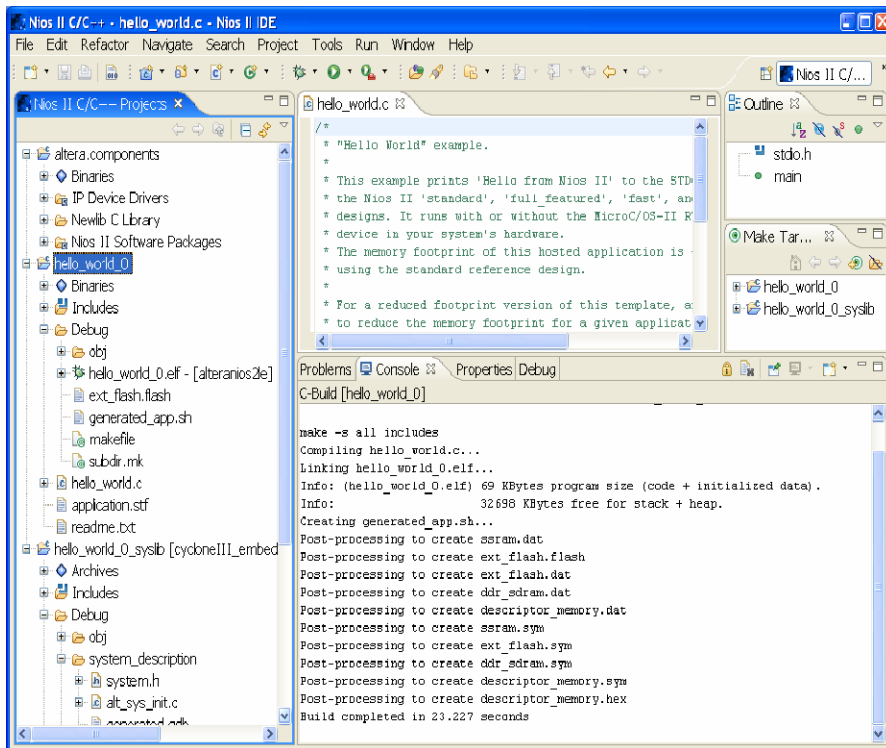 Nios II C/C++ - hello_world.c - Nios II IDE
File Edit Refactor Navigate Search Project Tools Run Window Help
Nios II C/...
Nios II C/C++ Projects
altera.components
Binaries
IP Device Drivers
Newlib C Library
Nios II Software Packages
hello_world_0
Binaries
Includes
Debug
obj
hello_world_0.elf - [alteranios2le]
ext_flash.flash
generated_app.sh
makefile
subdir.mk
hello_world.c
application.stf
readme.txt
hello_world_0_syslib [cycloneIII_embed
Archives
Includes
Debug
obj
system_description
system.h
alt_sys_init.c
generated.gdb
hello_world.c
/*
* "Hello World" example.
*
* This example prints 'Hello from Nios II' to the STD
* the Nios II 'standard', 'full_featured', 'fast', an
* designs. It runs with or without the MicroC/OS-II R
* device in your system's hardware.
* The memory footprint of this hosted application is
* using the standard reference design.
*
* For a reduced footprint version of this template, a
* to reduce the memory footprint for a given applicat
Outline
stdio.h
main
Make Tar...
hello_world_0
hello_world_0_syslib
Problems Console Properties Debug
C-Build [hello_world_0]
make -s all includes
Compiling hello_world.c...
Linking hello_world_0.elf...
Info: (hello_world_0.elf) 69 KBytes program size (code + initialized data).
Info: 32698 KBytes free for stack + heap.
Creating generated_app.sh...
Post-processing to create ssram.dat
Post-processing to create ext_flash.flash
Post-processing to create ext_flash.dat
Post-processing to create ddr_sdram.dat
Post-processing to create descriptor_memory.dat
Post-processing to create ssram.sym
Post-processing to create ext_flash.sym
Post-processing to create ddr_sdram.sym
Post-processing to create descriptor_memory.sym
Post-processing to create descriptor_memory.hex
Build completed in 23.227 seconds